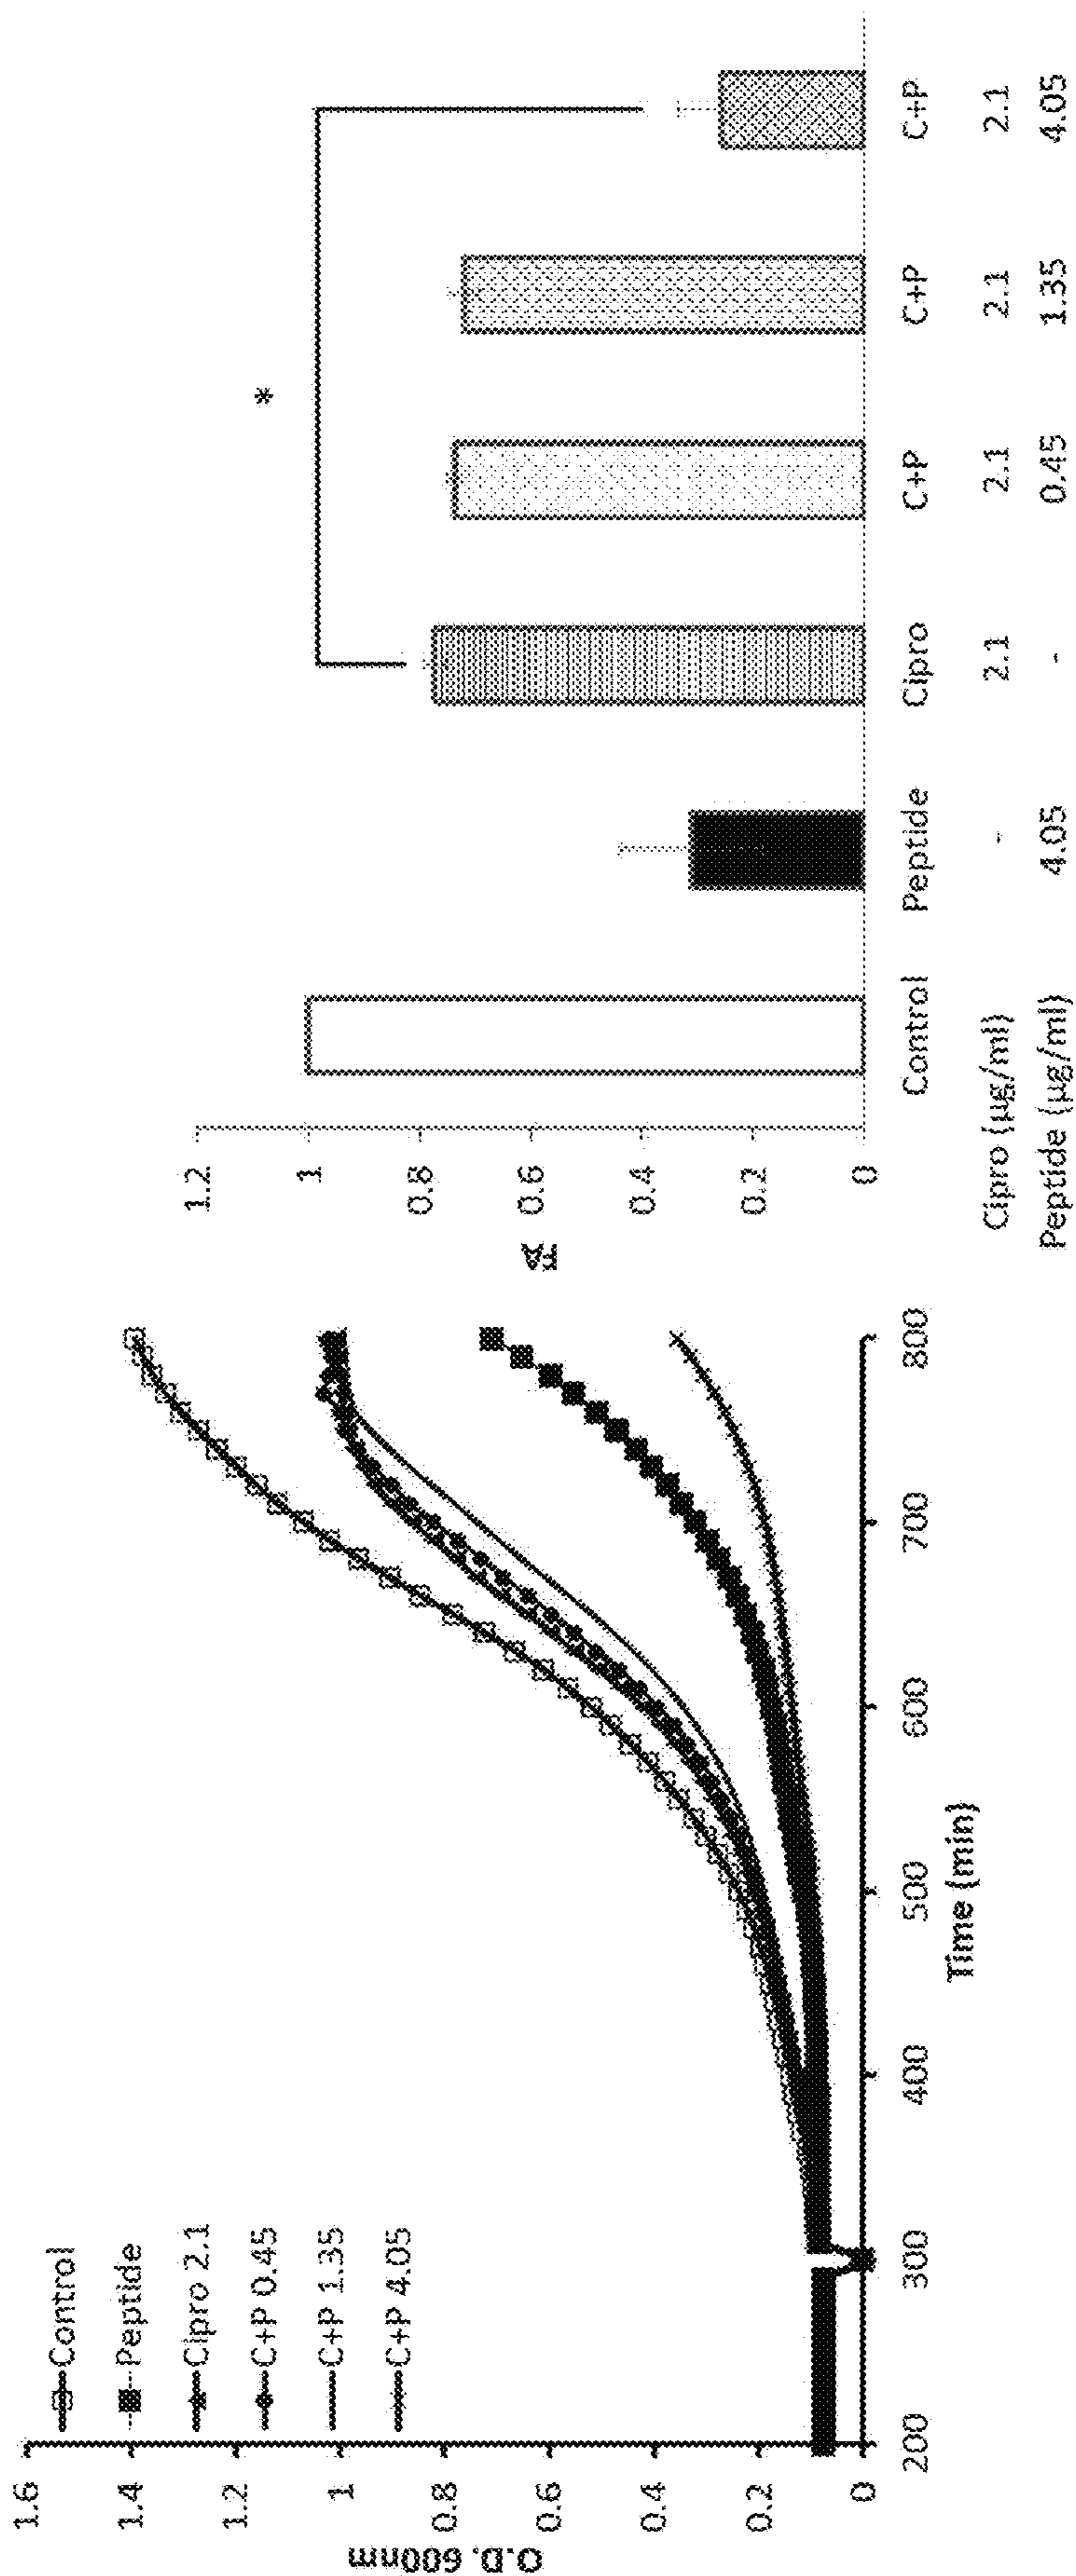 Control
Peptide
Cipro 2.1
C+P 0.45
C+P 1.35
C+P 4.05
1.6
1.4
1.2
1
0.8
0.6
0.4
0.2
0
O.D. 600nm
200 300 400 500 600 700 800
Time (min)
1.2
1
0.8
0.6
0.4
0.2
0
FA
*
Control Peptide Cipro C+P C+P C+P
Cipro (µg/ml) - 2.1 2.1 2.1 2.1
Peptide (µg/ml) 4.05 - 0.45 1.35 4.05